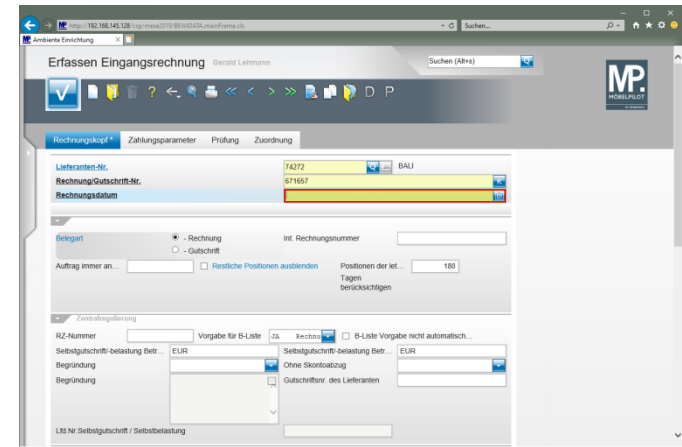 http://192.168.145.128/csp/mesa2019/BEWIDATA.mainFrame.cls
Suchen...
Ambiente Einrichtung
Erfassen Eingangsrechnung Gerald Lehmann
Suchen (Alt+s)
MP.
MÖBELPILOT
D P
Rechnungskopf * Zahlungsparameter Prüfung Zuordnung
Lieferanten-Nr. 74272 BAU
Rechnung/Gutschrift-Nr. 671657
Rechnungsdatum
Belegart - Rechnung Int. Rechnungsnummer
- Gutschrift
Auftrag immer an... Restliche Positionen ausblenden Positionen der let... 180
Tagen
berücksichtigen
Zentralregulierung
RZ-Nummer Vorgabe für B-Liste JA Rechnu B-Liste Vorgabe nicht automatisch...
Selbstgutschrift/-belastung Betr... EUR Selbstgutschrift/-belastung Betr... EUR
Begründung Ohne Skontoabzug
Begründung Gutschriftsnr. des Lieferanten
Lfd.Nr.Selbstgutschrift / Selbstbelastung